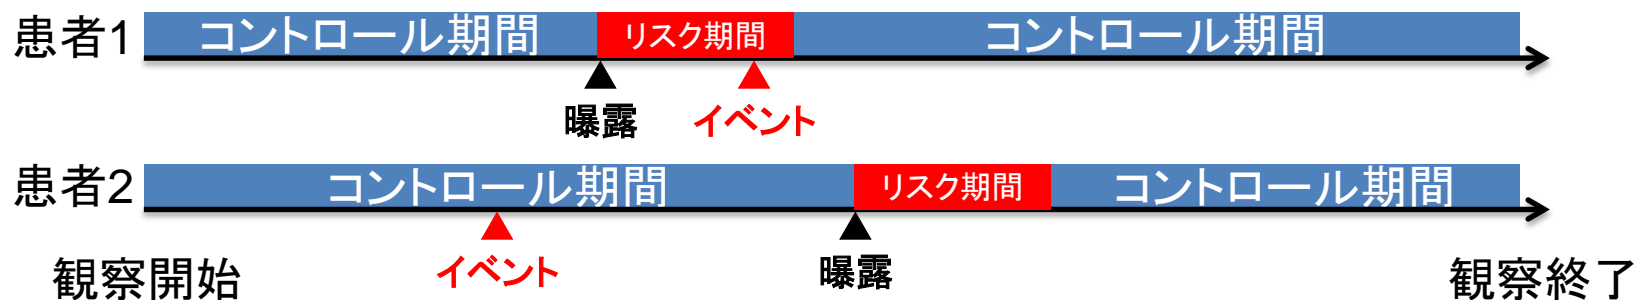 患者1 コントロール期間 リスク期間 コントロール期間
曝露 イベント
患者2 コントロール期間 リスク期間 コントロール期間
観察開始 イベント 曝露 観察終了